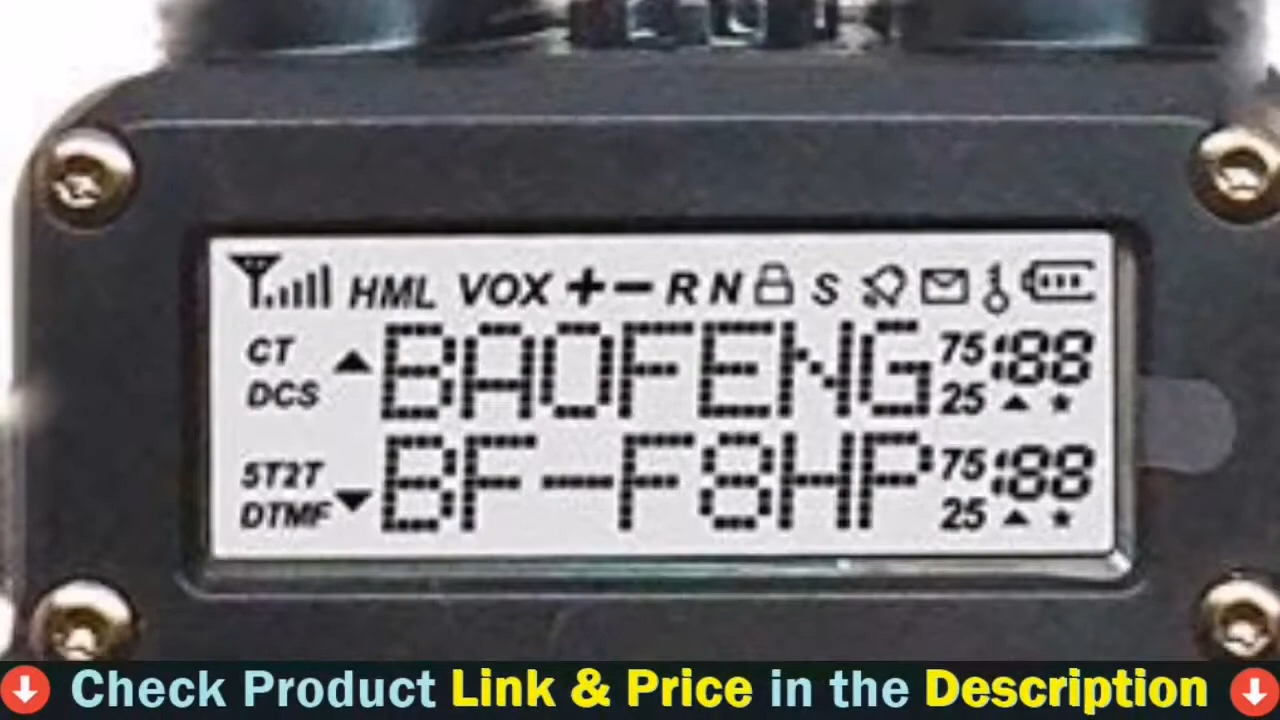 HML VOX + - R N S
CT BAOFENG 75 :88
DCS 25
5T2T BF-F8HP 75 :88
DTMF 25
Check Product Link & Price in the Description